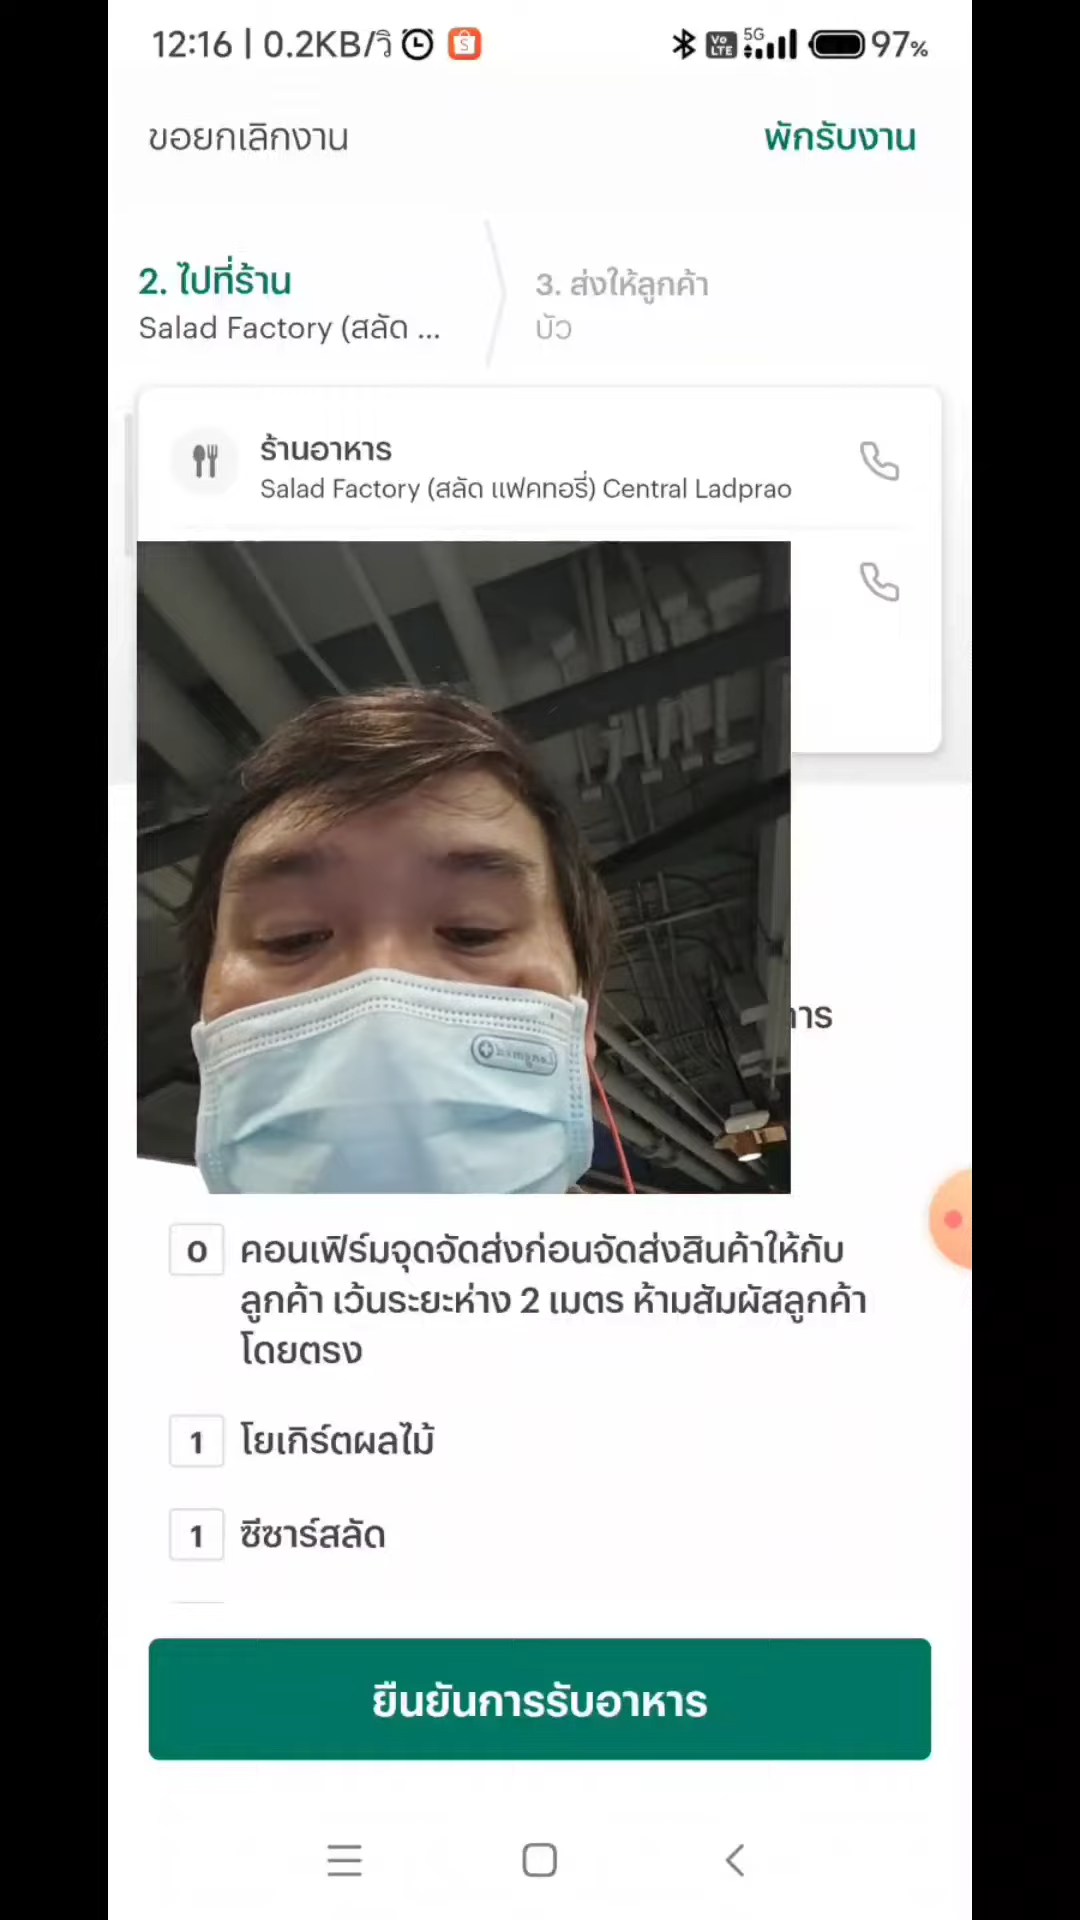 12:16 | 0.2KB/วิ
Vo LTE 5G 97%
ขอยกเลิกงาน
พักรับงาน
2. ไปที่ร้าน
Salad Factory (สลัด ...
3. ส่งให้ลูกค้า
บัว
ร้านอาหาร
Salad Factory (สลัด แฟคทอรี่) Central Ladprao
0 คอนเฟิร์มจุดจัดส่งก่อนจัดส่งสินค้าให้กับ
ลูกค้า เว้นระยะห่าง 2 เมตร ห้ามสัมผัสลูกค้า
โดยตรง
1 โยเกิร์ตผลไม้
1 ซีซาร์สลัด
ยืนยันการรับอาหาร